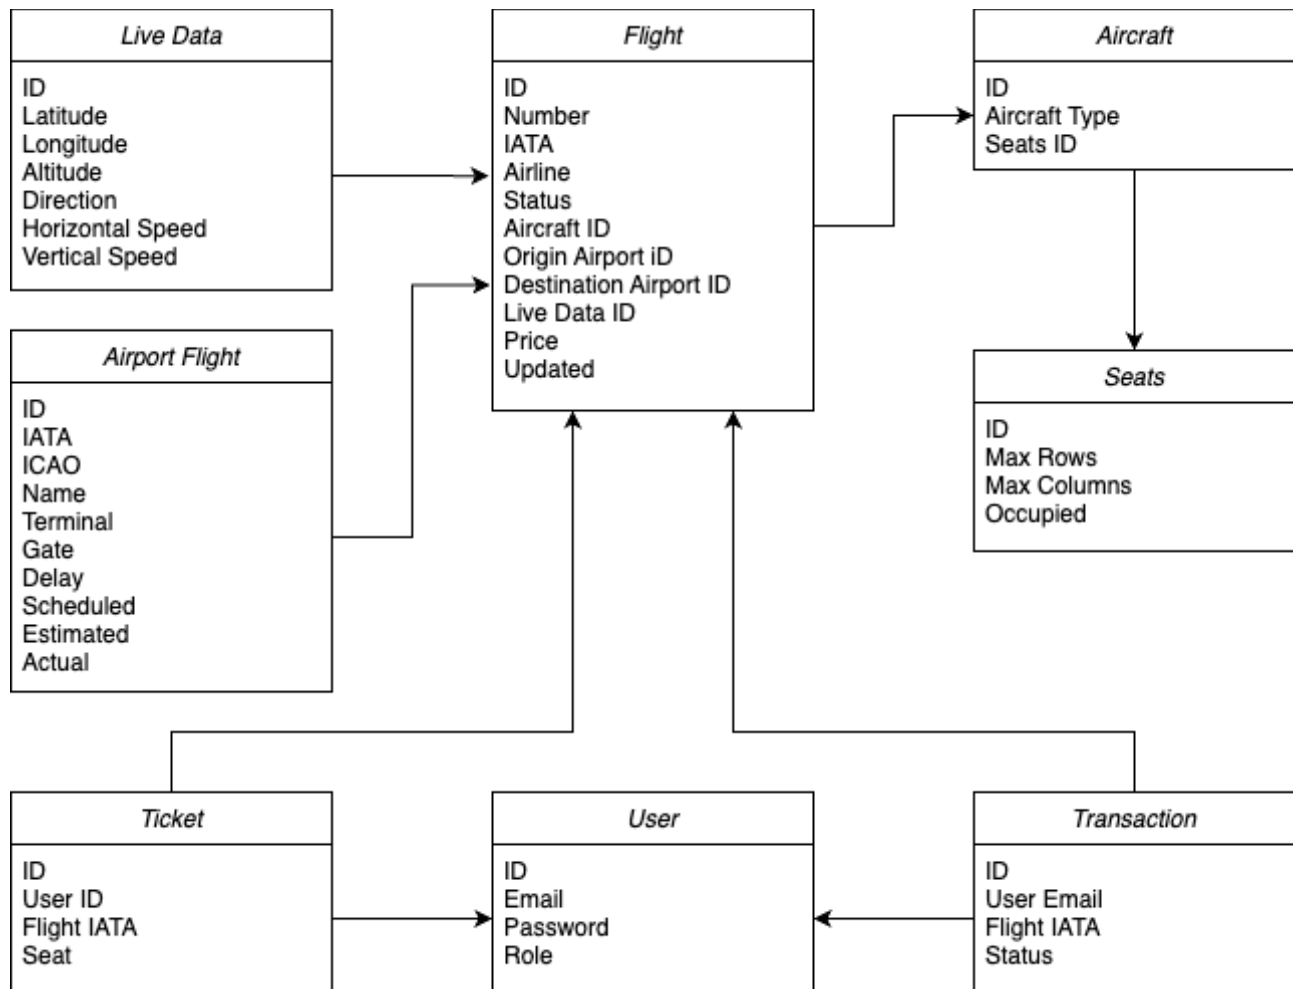 Live Data
ID
Latitude
Longitude
Altitude
Direction
Horizontal Speed
Vertical Speed
Flight
ID
Number
IATA
Airline
Status
Aircraft ID
Origin Airport iD
Destination Airport ID
Live Data ID
Price
Updated
Aircraft
ID
Aircraft Type
Seats ID
Airport Flight
ID
IATA
ICAO
Name
Terminal
Gate
Delay
Scheduled
Estimated
Actual
Seats
ID
Max Rows
Max Columns
Occupied
Ticket
ID
User ID
Flight IATA
Seat
User
ID
Email
Password
Role
Transaction
ID
User Email
Flight IATA
Status